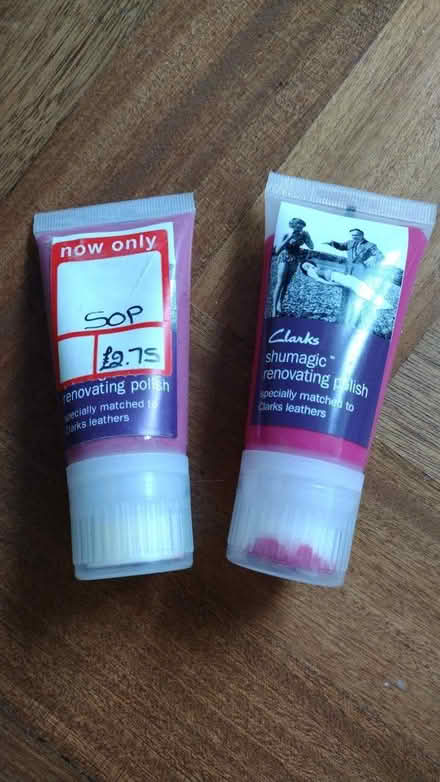 now only
50P
£2.75
renovating polish
specially matched to
Clarks leathers
Clarks
shumagic™
renovating polish
specially matched to
Clarks leathers